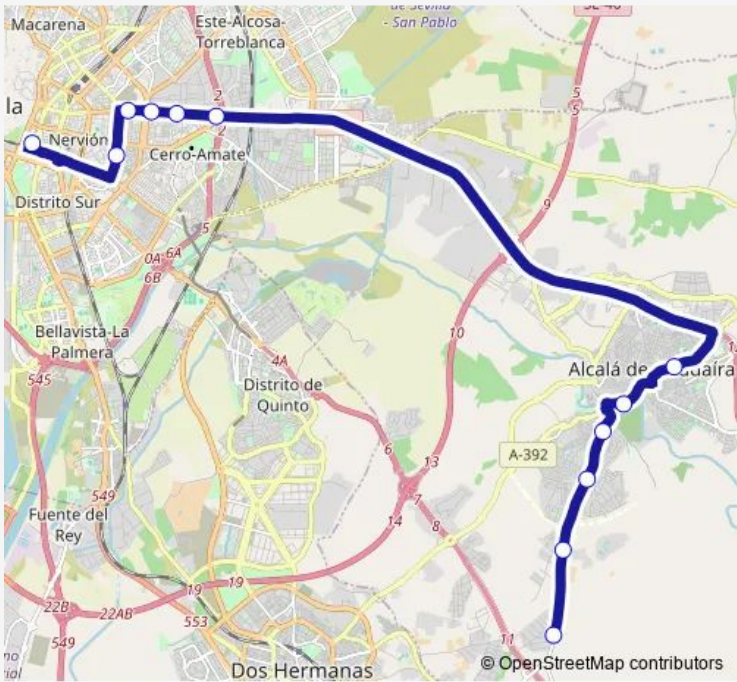 de Sevilla
- San Pablo
SE-40
Macarena
Este-Alcosa-
Torreblanca
la
Nervión
Cerro-Amate
Distrito Sur
2
2
5
5
9
5
0A
6A
6B
Bellavista-La
Palmera
545
4A
10
Distrito de
Quinto
Alcalá de
aíra
A-392
6
13
7
14
8
549
Fuente del
Rey
19
19
22B
22AB
553
549
11
Dos Hermanas
© OpenStreetMap contributors